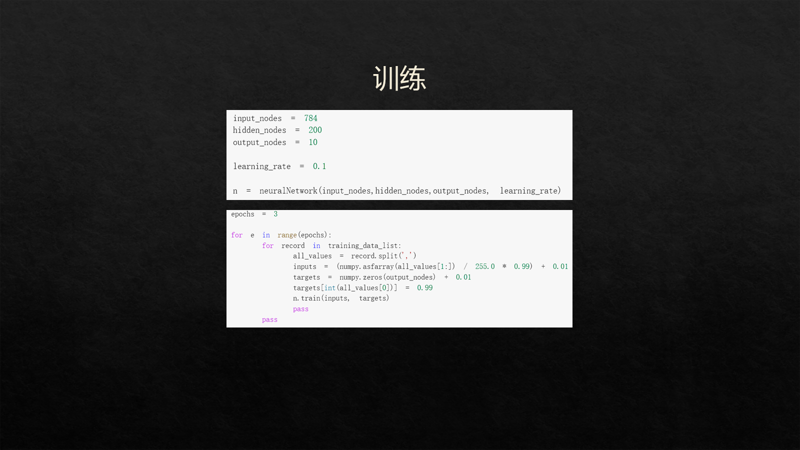 训练
input_nodes = 784
hidden_nodes = 200
output_nodes = 10
learning_rate = 0.1
n = neuralNetwork(input_nodes,hidden_nodes,output_nodes, learning_rate)
epochs = 3
for e in range(epochs):
for record in training_data_list:
all_values = record.split(',')
inputs = (numpy.asfarray(all_values[1:]) / 255.0 * 0.99) + 0.01
targets = numpy.zeros(output_nodes) + 0.01
targets[int(all_values[0])] = 0.99
n.train(inputs, targets)
pass
pass